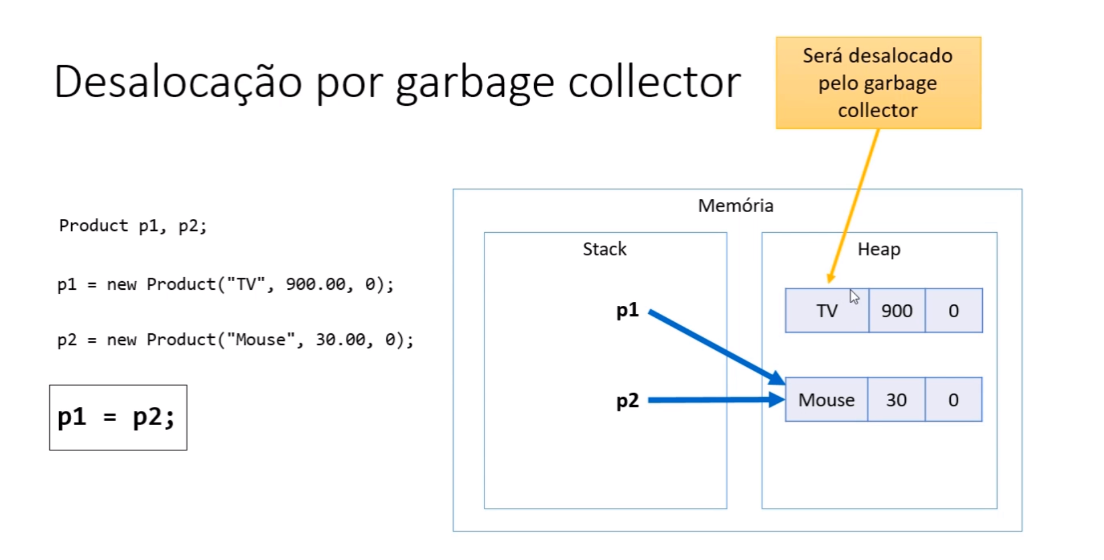 Desalocação por garbage collector
Será desalocado
pelo garbage
collector
Product p1, p2;
p1 = new Product("TV", 900.00, 0);
p2 = new Product("Mouse", 30.00, 0);
p1 = p2;
Memória
Stack
Heap
p1
TV 900 0
p2
Mouse 30 0